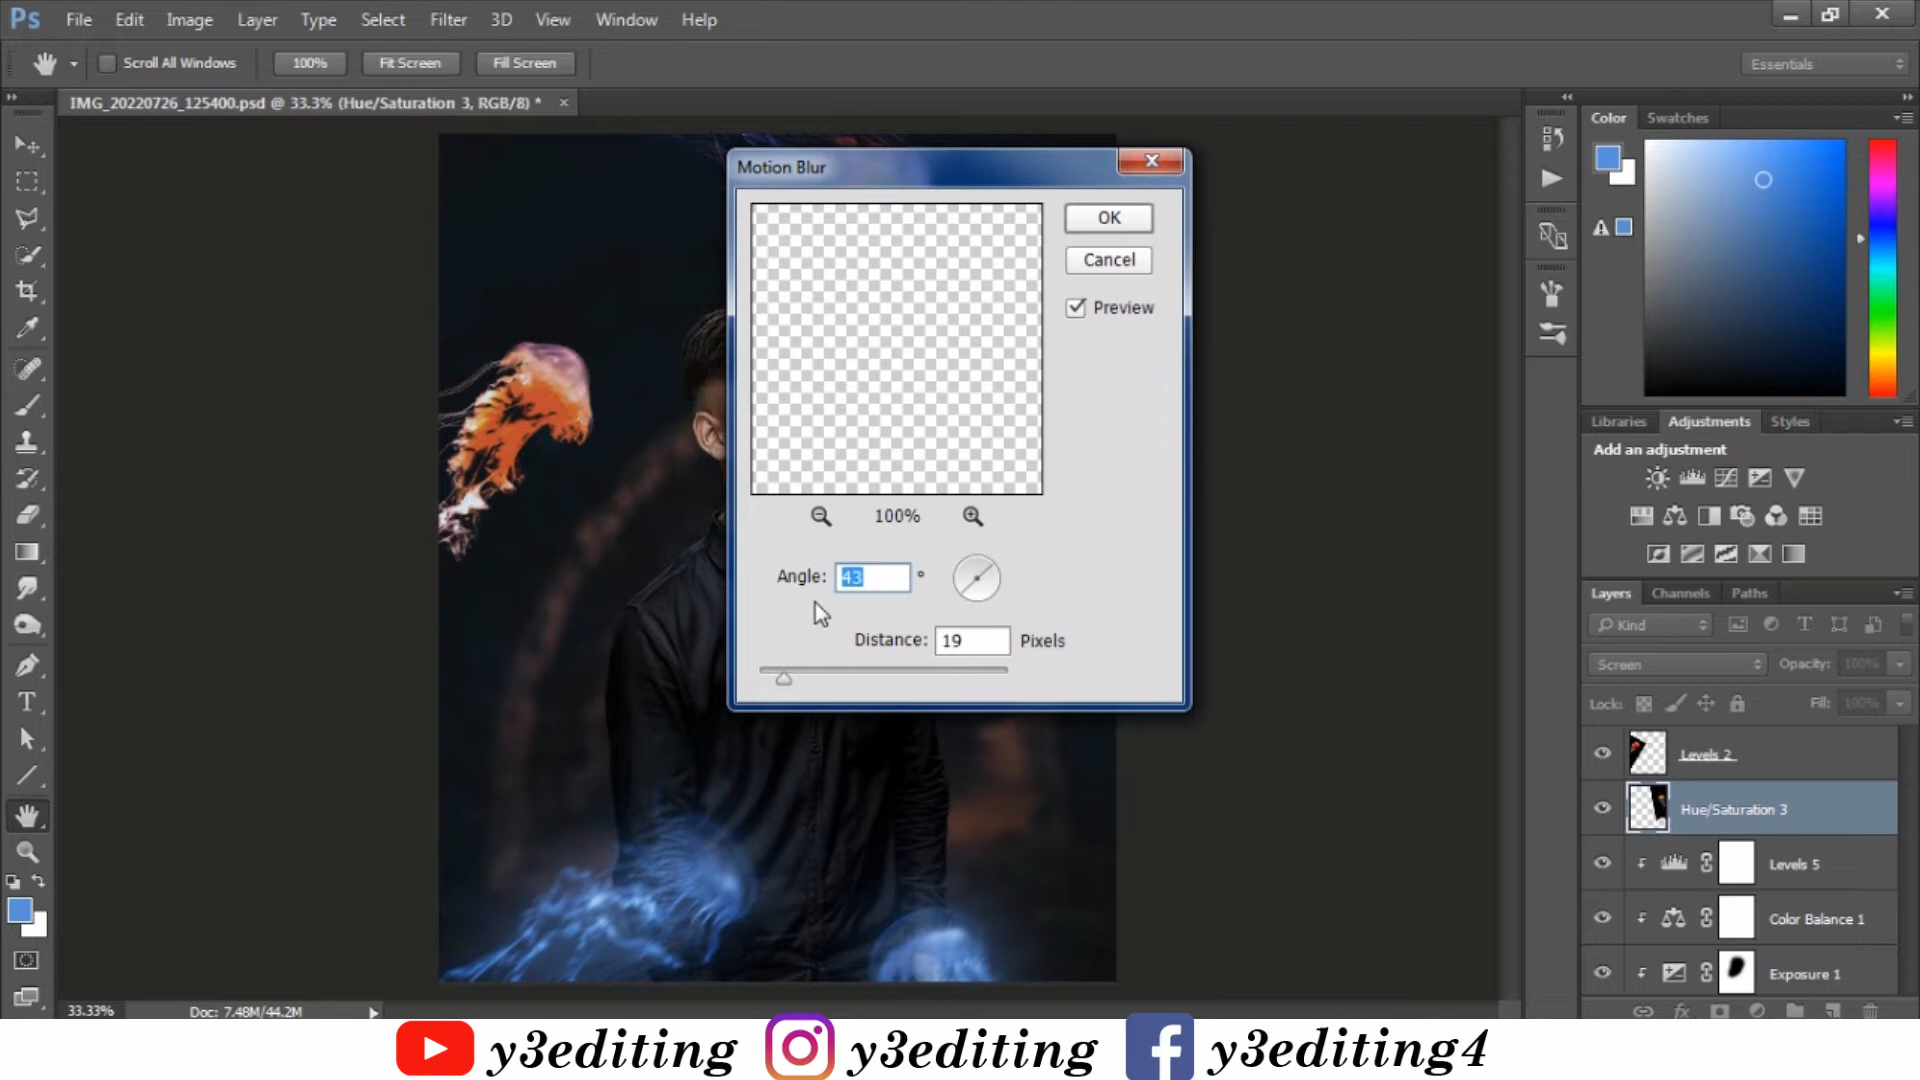 Ps File Edit Image Layer Type Select Filter 3D View Window Help
Scroll All Windows 100% Fit Screen Fill Screen Essentials
IMG_20220726_125400.psd @ 33.3% (Hue/Saturation 3, RGB/8) * ×
Color Swatches
Motion Blur
OK
Cancel
Preview
100%
Angle: 43 °
Distance: 19 Pixels
Libraries Adjustments Styles
Add an adjustment
Layers Channels Paths
Kind T
Screen Opacity: 100%
Lock: Fill: 100%
Levels 2
Hue/Saturation 3
Levels 5
Color Balance 1
Exposure 1
fx
T
33.33% Doc: 7.48M/44.2M
y3editing y3editing f y3editing4